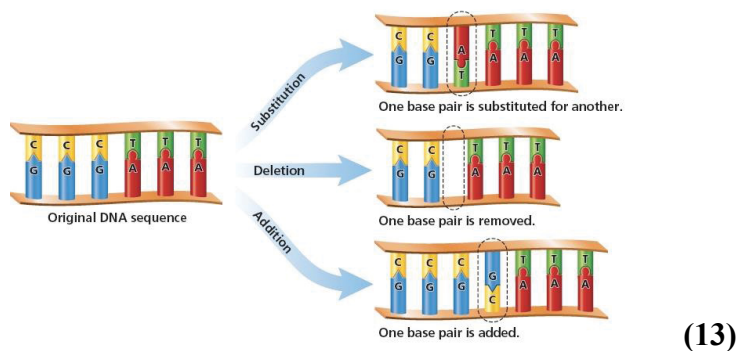 C C A T T T
G G T A A A
One base pair is substituted for another.
Substitution
C C C T T T
G G G A A A
Original DNA sequence
Deletion
C C T T T
G G A A A
One base pair is removed.
Addition
C C C G T T T
G G G C A A A
One base pair is added.
(13)